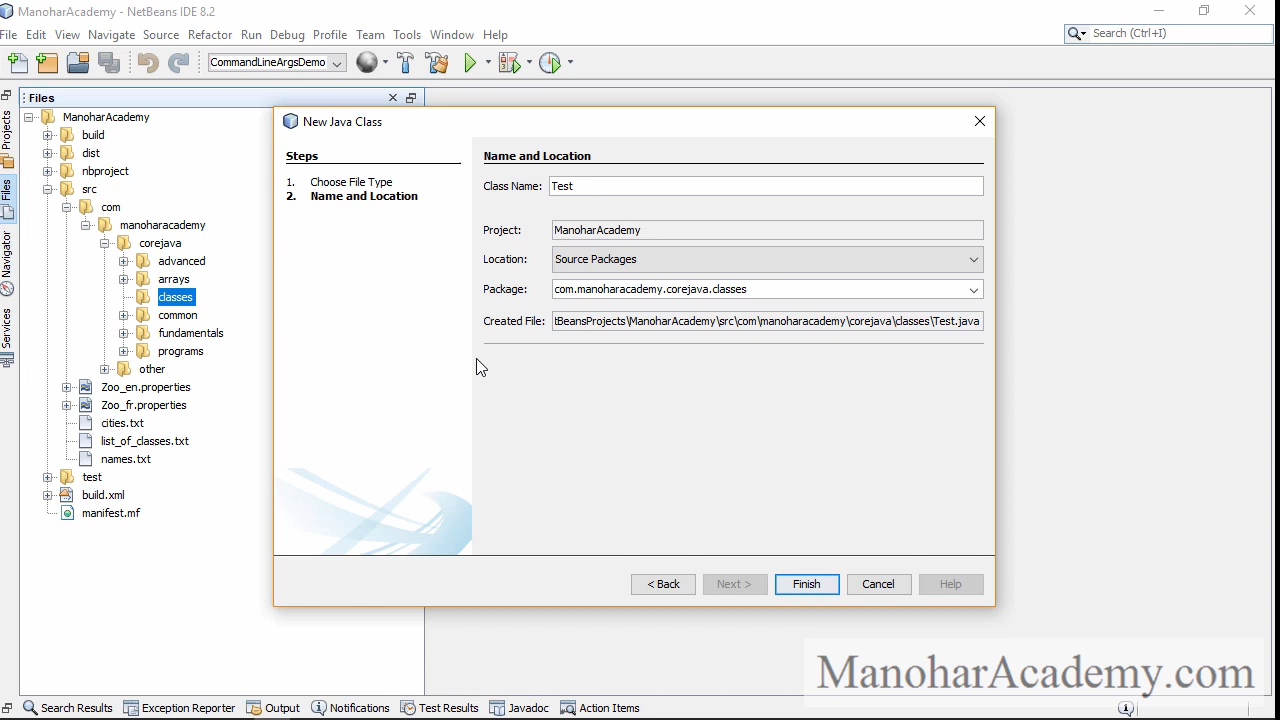 ManoharAcademy - NetBeans IDE 8.2
File Edit View Navigate Source Refactor Run Debug Profile Team Tools Window Help
Search (Ctrl+I)
CommandLineArgsDemo
Projects
Files
Navigator
Services
Files
ManoharAcademy
build
dist
nbproject
src
com
manoharacademy
corejava
advanced
arrays
classes
common
fundamentals
programs
other
Zoo_en.properties
Zoo_fr.properties
cities.txt
list_of_classes.txt
names.txt
test
build.xml
manifest.mf
New Java Class
Steps
1. Choose File Type
2. Name and Location
Name and Location
Class Name: Test
Project: ManoharAcademy
Location: Source Packages
Package: com.manoharacademy.corejava.classes
Created File: tBeansProjects\ManoharAcademy\src\com\manoharacademy\corejava\classes\Test.java
< Back Next > Finish Cancel Help
ManoharAcademy.com
Search Results Exception Reporter Output Notifications Test Results Javadoc Action Items